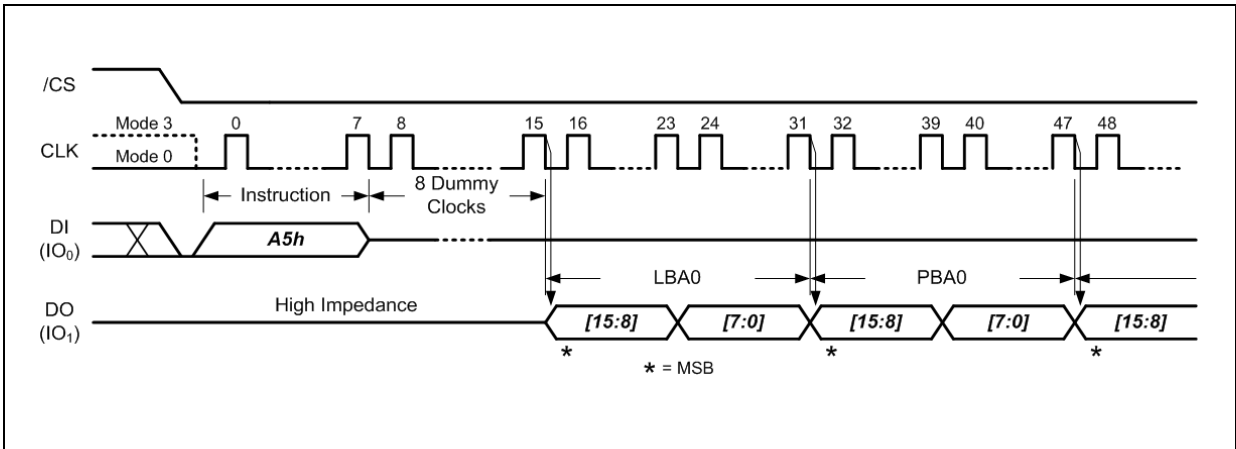 /CS
Mode 3
CLK
Mode 0
0 7 8 15 16 23 24 31 32 39 40 47 48
Instruction
8 Dummy
Clocks
DI
(IO₀)
A5h
LBA0 PBA0
DO
(IO₁)
High Impedance
[15:8] [7:0] [15:8] [7:0] [15:8]
* * *
* = MSB